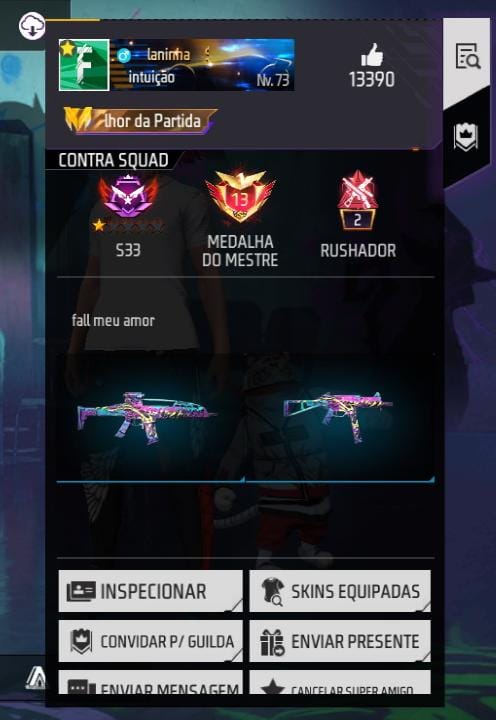 laninha
intuição
Nv. 73
13390
lhor da Partida
CONTRA SQUAD
13
2
S33
MEDALHA
DO MESTRE
RUSHADOR
fall meu amor
INSPECIONAR
SKINS EQUIPADAS
CONVIDAR P/ GUILDA
ENVIAR PRESENTE
ENVIAR MENSAGEM
CANCELAR SUPER AMIGO